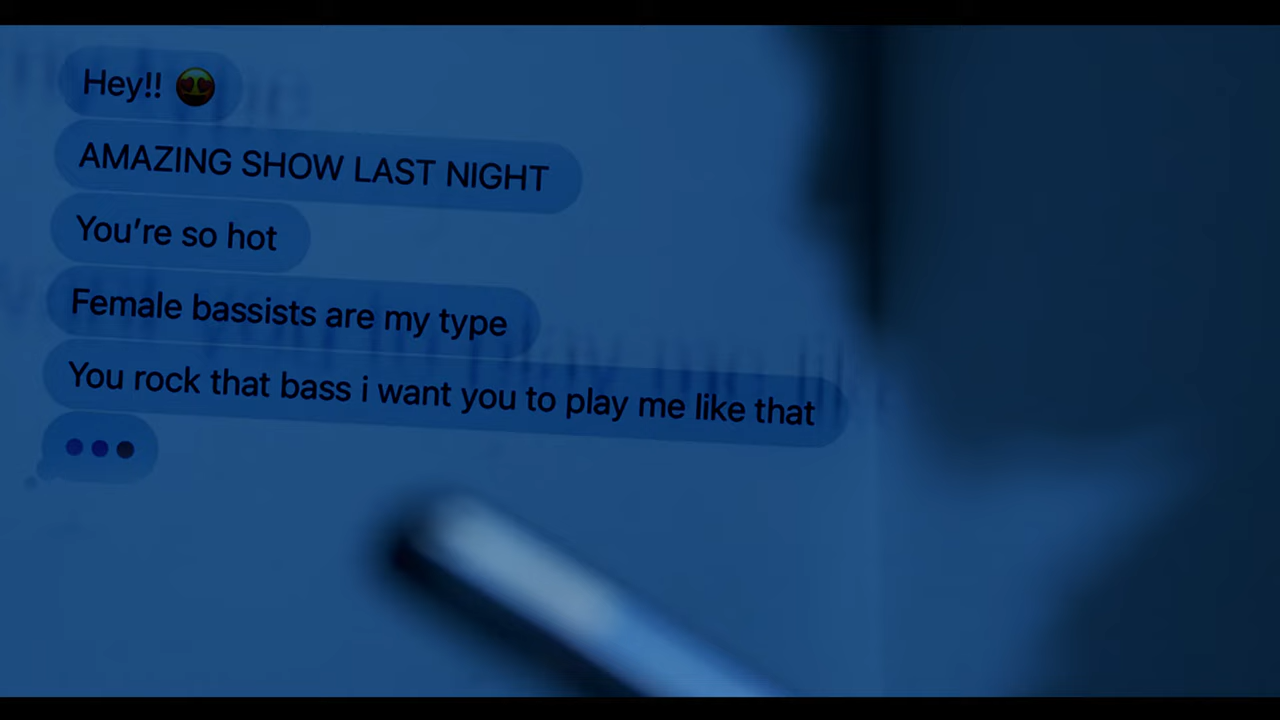 Hey!! 😍
AMAZING SHOW LAST NIGHT
You're so hot
Female bassists are my type
You rock that bass i want you to play me like that